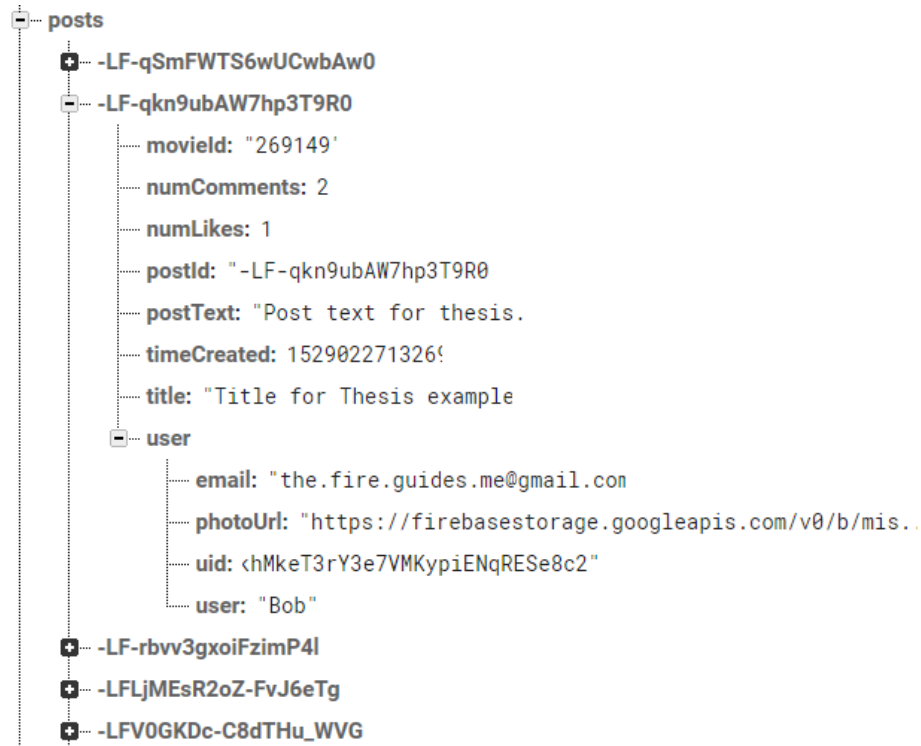 posts
-LF-qSmFWTS6wUCwbAw0
-LF-qkn9ubAW7hp3T9R0
movieId: "269149"
numComments: 2
numLikes: 1
postId: "-LF-qkn9ubAW7hp3T9R0
postText: "Post text for thesis.
timeCreated: 1529022713269
title: "Title for Thesis example
user
email: "the.fire.guides.me@gmail.com
photoUrl: "https://firebasestorage.googleapis.com/v0/b/mis...
uid: hMkeT3rY3e7VMKypiENqRESe8c2"
user: "Bob"
-LF-rbvv3gxoiFzimP4l
-LFLjMEsR2oZ-FvJ6eTg
-LFV0GKDc-C8dTHu_WVG